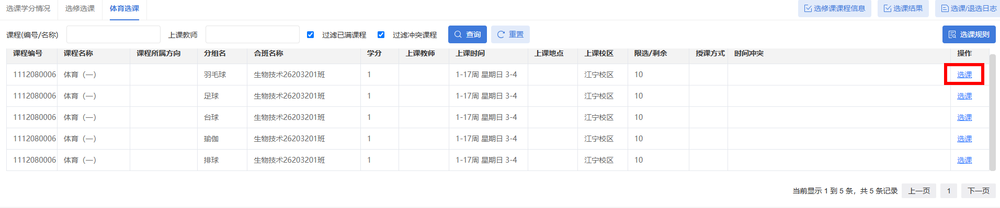 选课学分情况 选修选课 体育选课 选修课课程信息 选课结果 选课/退选日志
课程(编号/名称) 上课教师 过滤已满课程 过滤冲突课程 查询 重置 选课规则
课程编号 课程名称 课程所属方向 分组名 合班名称 学分 上课教师 上课时间 上课地点 上课校区 限选/剩余 授课方式 时间冲突 操作
1112080006 体育（一） 羽毛球 生物技术26203201班 1 1-17周 星期日 3-4 江宁校区 10 选课
1112080006 体育（一） 足球 生物技术26203201班 1 1-17周 星期日 3-4 江宁校区 10 选课
1112080006 体育（一） 台球 生物技术26203201班 1 1-17周 星期日 3-4 江宁校区 10 选课
1112080006 体育（一） 瑜伽 生物技术26203201班 1 1-17周 星期日 3-4 江宁校区 10 选课
1112080006 体育（一） 排球 生物技术26203201班 1 1-17周 星期日 3-4 江宁校区 10 选课
当前显示 1 到 5 条，共 5 条记录 上一页 1 下一页